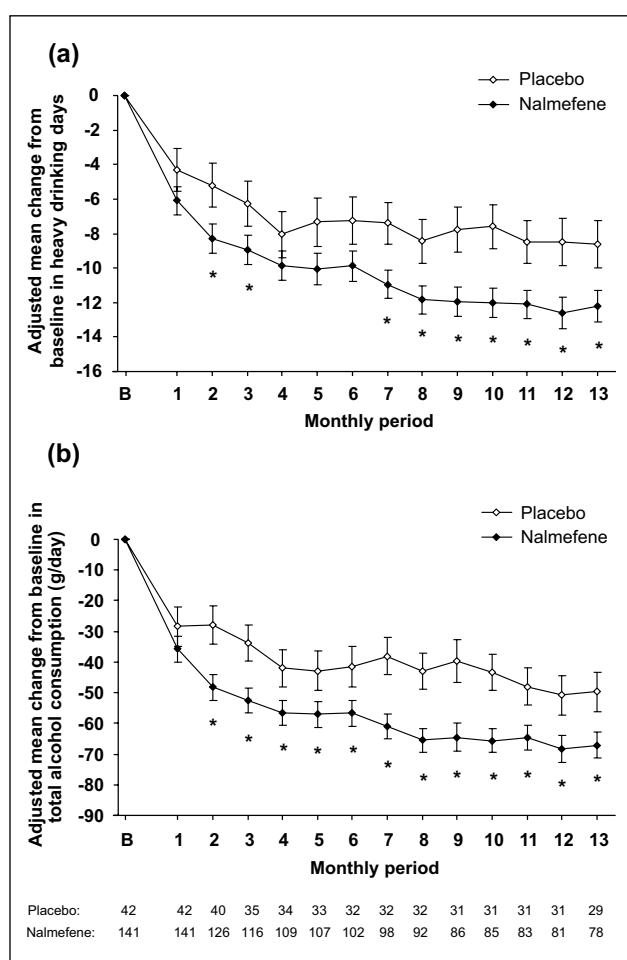 (a)
Placebo
Nalmefene
0
-2
-4
-6
-8
-10
-12
-14
-16
Adjusted mean change from
baseline in heavy drinking days
* * * * * * * * *
B 1 2 3 4 5 6 7 8 9 10 11 12 13
Monthly period
(b)
Placebo
Nalmefene
0
-10
-20
-30
-40
-50
-60
-70
-80
-90
Adjusted mean change from baseline in
total alcohol consumption (g/day)
* * * * * * * * * * * *
B 1 2 3 4 5 6 7 8 9 10 11 12 13
Monthly period
Placebo: 42 42 40 35 34 33 32 32 32 31 31 31 31 29
Nalmefene: 141 141 126 116 109 107 102 98 92 86 85 83 81 78